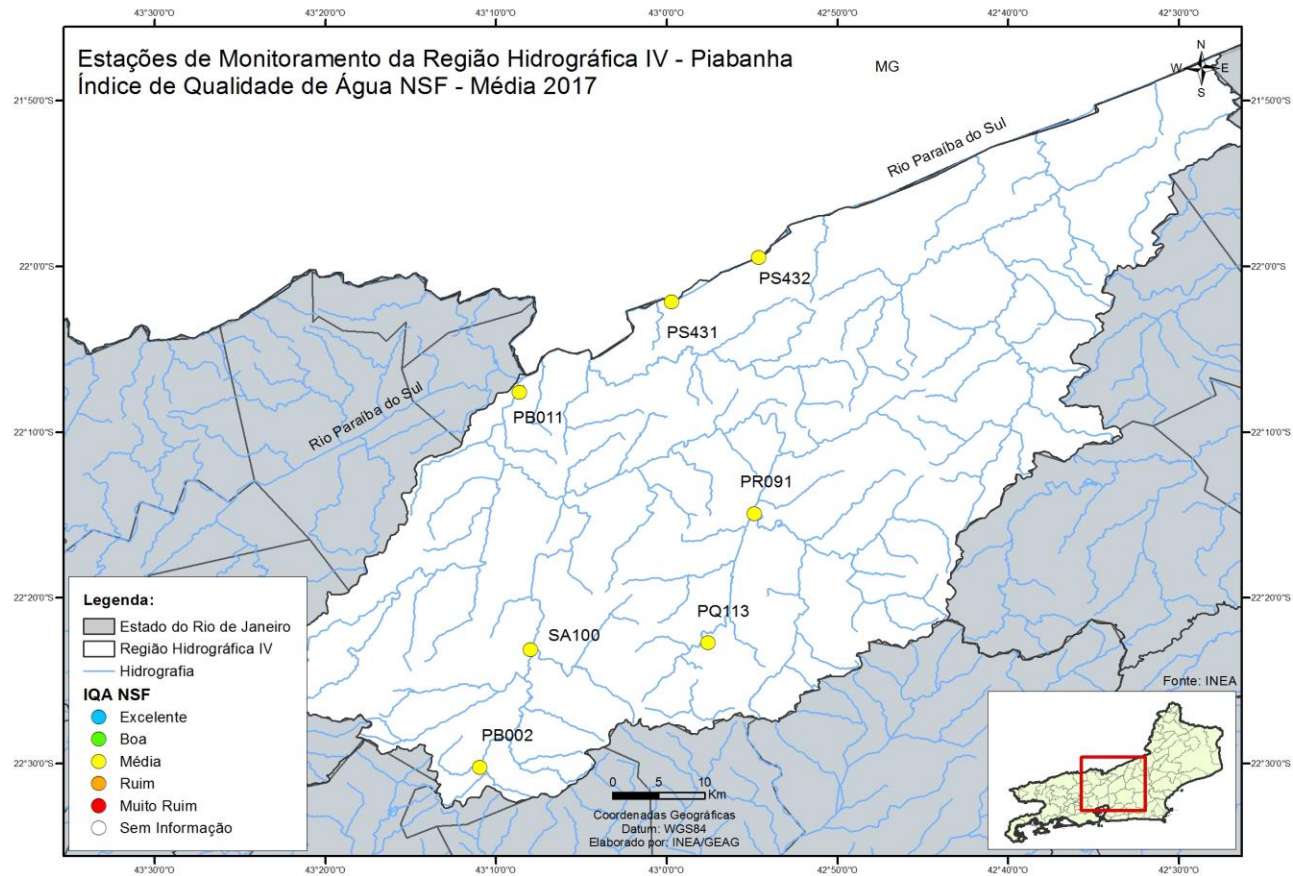 43°30'0"O
43°20'0"O
43°10'0"O
43°0'0"O
42°50'0"O
42°40'0"O
42°30'0"O
Estações de Monitoramento da Região Hidrográfica IV - Piabanha
Índice de Qualidade de Água NSF - Média 2017
MG
N
W
E
S
21°50'0"S
21°50'0"S
Rio Paraíba do Sul
22°0'0"S
22°0'0"S
PS432
PS431
Rio Paraíba do Sul
PB011
22°10'0"S
22°10'0"S
PR091
22°20'0"S
22°20'0"S
PQ113
SA100
PB002
Legenda:
Estado do Rio de Janeiro
Região Hidrográfica IV
Hidrografia
IQA NSF
Excelente
Boa
Média
Ruim
Muito Ruim
Sem Informação
Fonte: INEA
22°30'0"S
22°30'0"S
0 5 10
Km
Coordenadas Geográficas
Datum: WGS84
Elaborado por: INEA/GEAG
43°30'0"O
43°20'0"O
43°10'0"O
43°0'0"O
42°50'0"O
42°40'0"O
42°30'0"O